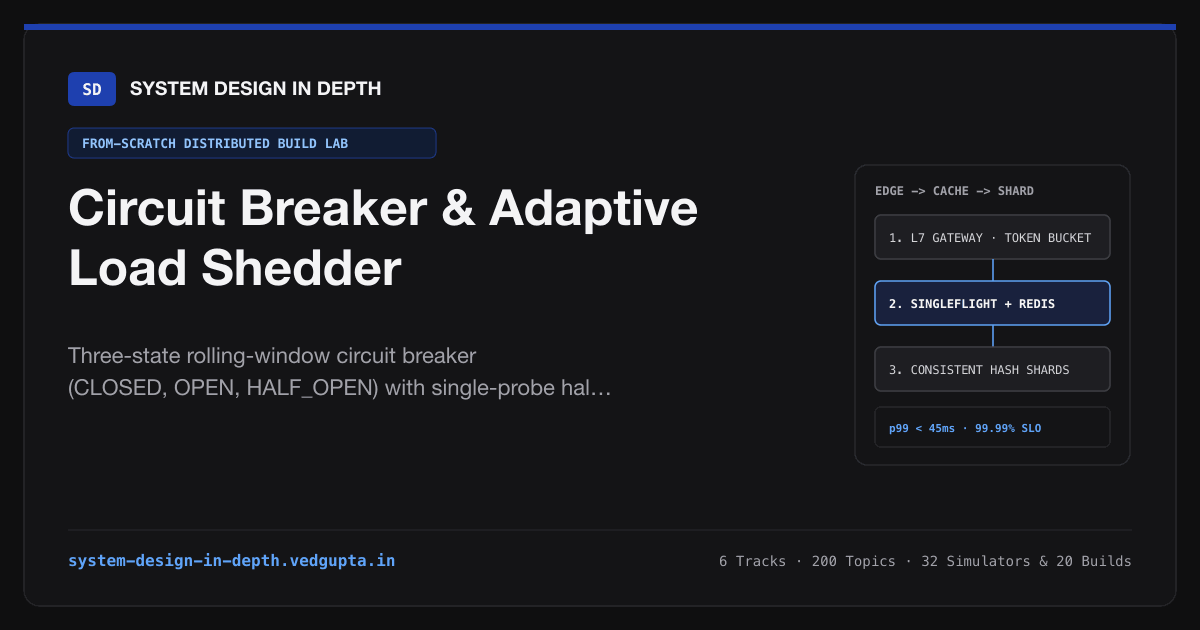 SD SYSTEM DESIGN IN DEPTH
FROM-SCRATCH DISTRIBUTED BUILD LAB
Circuit Breaker & Adaptive
Load Shedder
Three-state rolling-window circuit breaker
(CLOSED, OPEN, HALF_OPEN) with single-probe hal…
EDGE -> CACHE -> SHARD
1. L7 GATEWAY · TOKEN BUCKET
2. SINGLEFLIGHT + REDIS
3. CONSISTENT HASH SHARDS
p99 < 45ms · 99.99% SLO
system-design-in-depth.vedgupta.in
6 Tracks · 200 Topics · 32 Simulators & 20 Builds